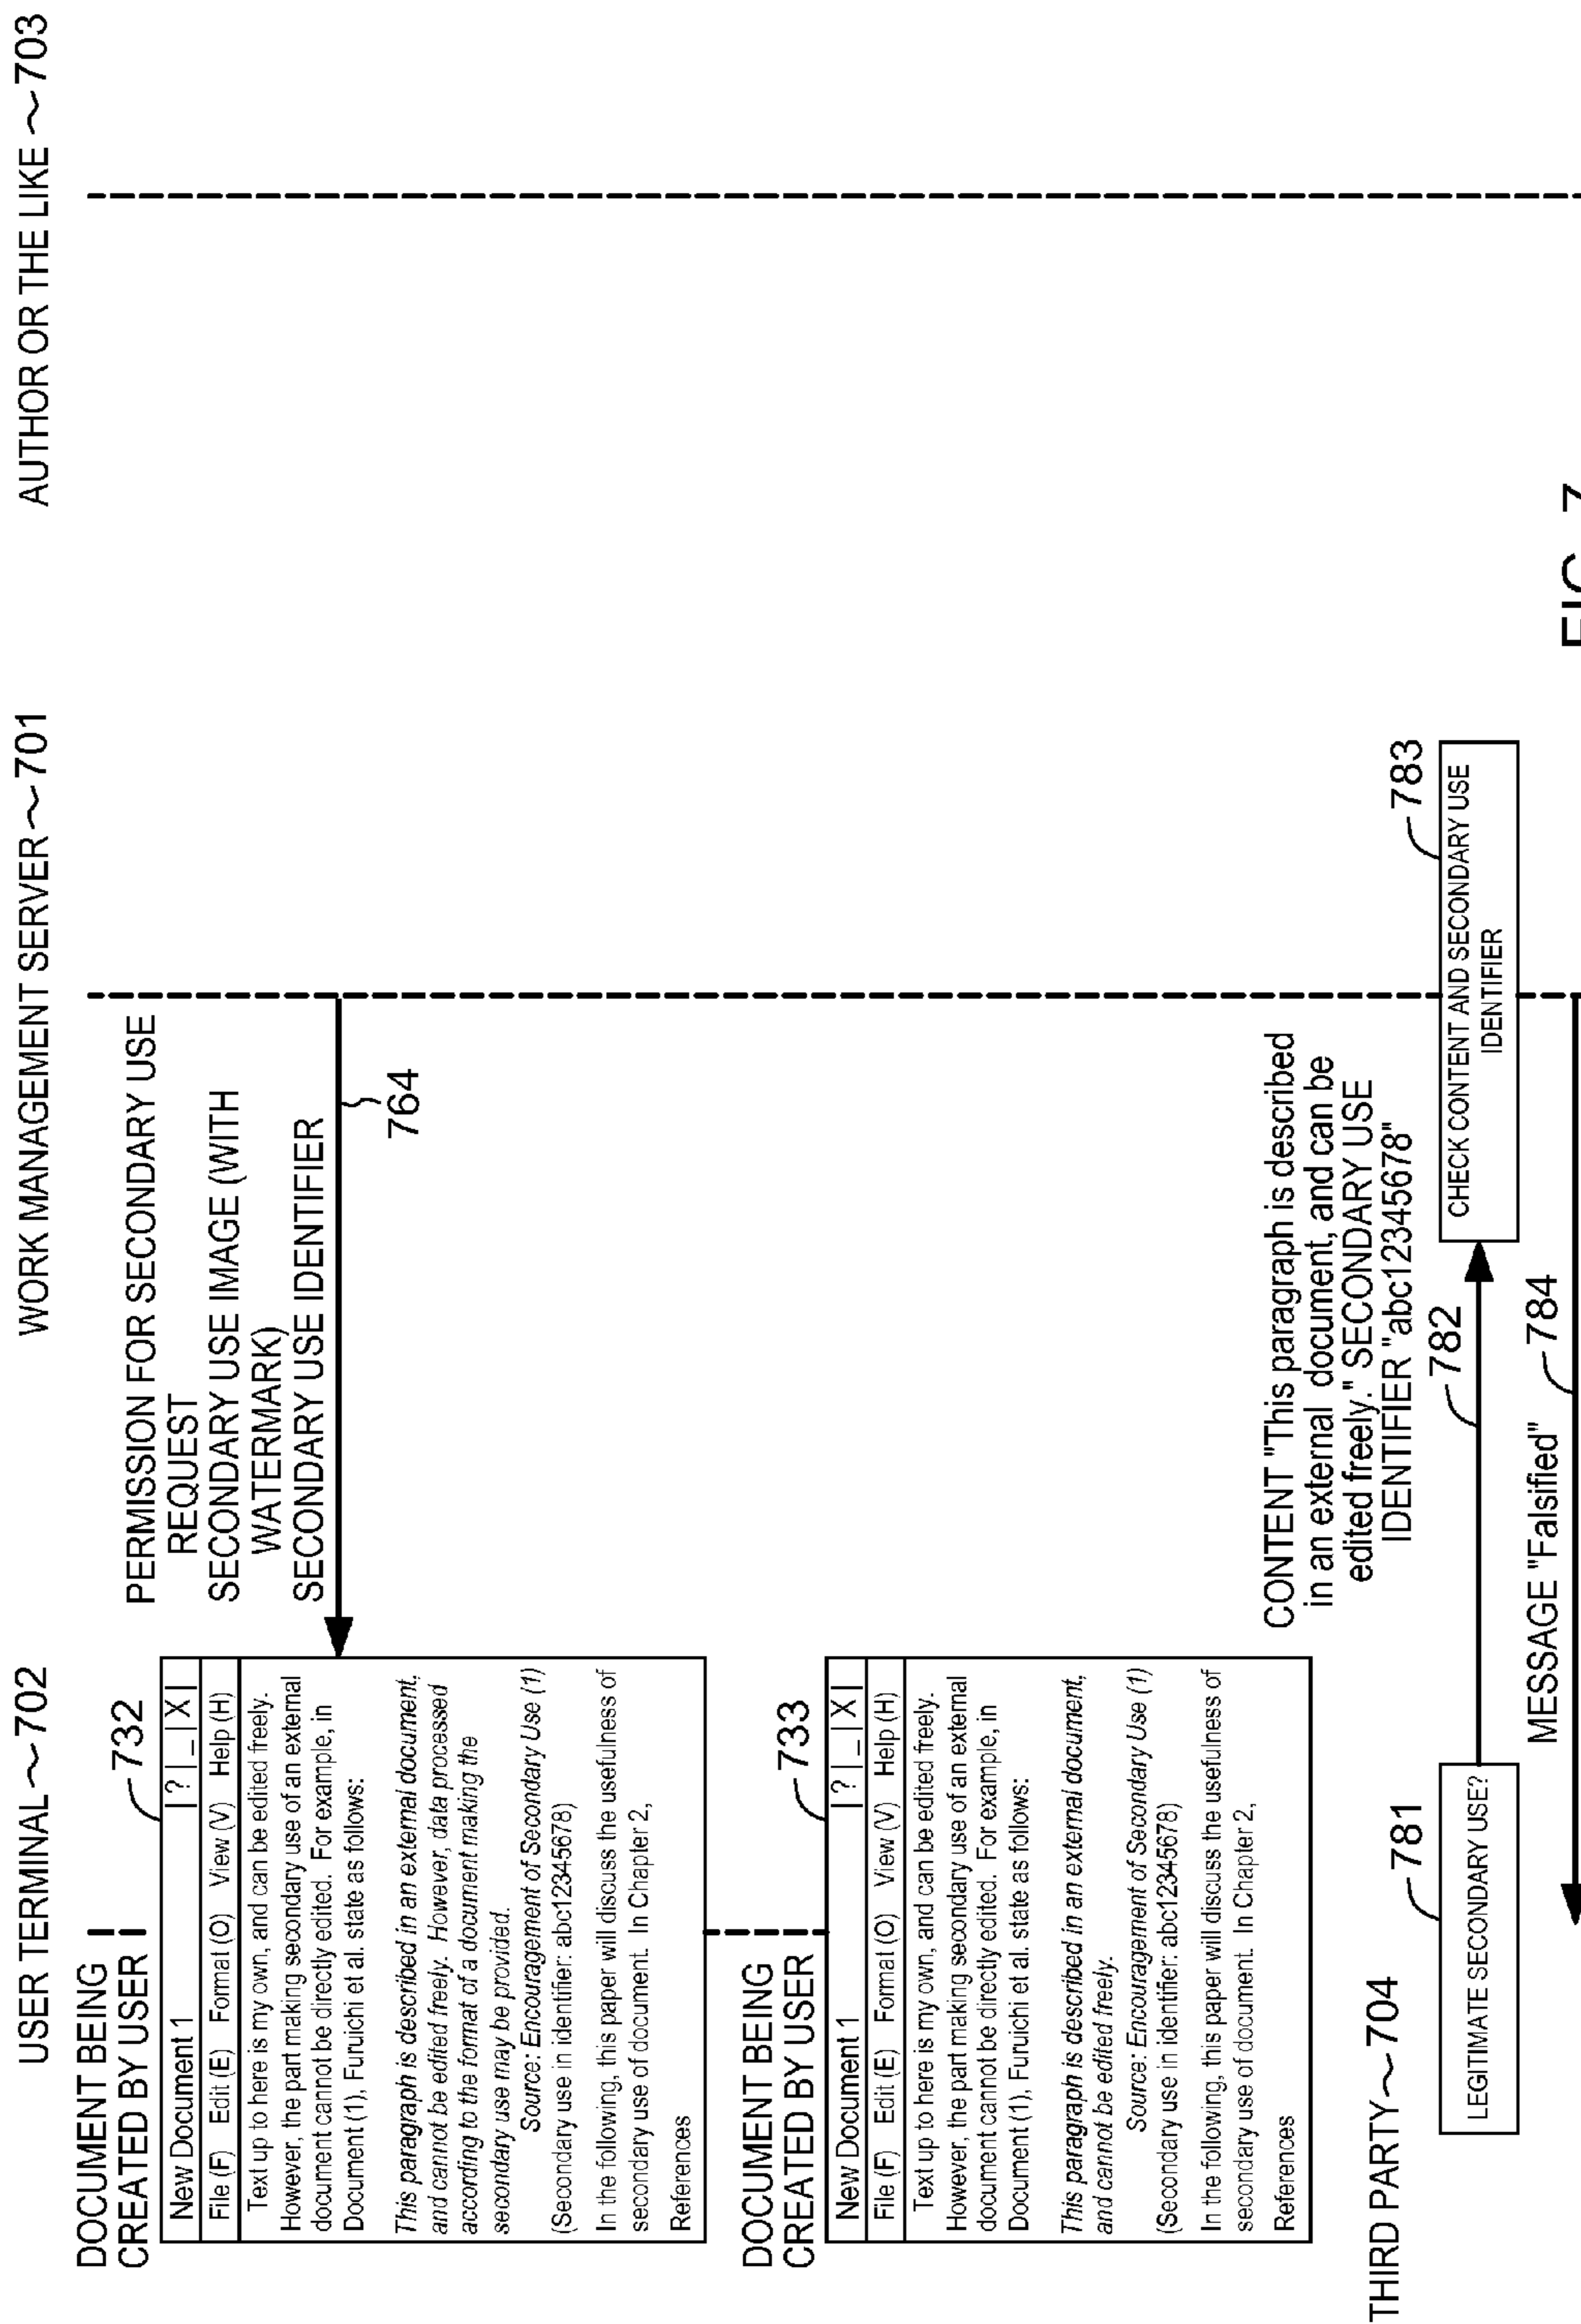 USER TERMINAL ~ 702
WORK MANAGEMENT SERVER ~ 701
AUTHOR OR THE LIKE ~ 703
DOCUMENT BEING
CREATED BY USER
732
New Document 1 | ? | _ | X |
File (F) Edit (E) Format (O) View (V) Help (H)
Text up to here is my own, and can be edited freely.
However, the part making secondary use of an external
document cannot be directly edited. For example, in
Document (1), Furuichi et al. state as follows:
This paragraph is described in an external document,
and cannot be edited freely. However, data processed
according to the format of a document making the
secondary use may be provided.
Source: Encouragement of Secondary Use (1)
(Secondary use in identifier: abc12345678)
In the following, this paper will discuss the usefulness of
secondary use of document. In Chapter 2,
References
PERMISSION FOR SECONDARY USE
REQUEST
SECONDARY USE IMAGE (WITH
WATERMARK)
SECONDARY USE IDENTIFIER
764
DOCUMENT BEING
CREATED BY USER
733
New Document 1 | ? | _ | X |
File (F) Edit (E) Format (O) View (V) Help (H)
Text up to here is my own, and can be edited freely.
However, the part making secondary use of an external
document cannot be directly edited. For example, in
Document (1), Furuichi et al. state as follows:
This paragraph is described in an external document,
and cannot be edited freely.
Source: Encouragement of Secondary Use (1)
(Secondary use in identifier: abc12345678)
In the following, this paper will discuss the usefulness of
secondary use of document. In Chapter 2,
References
CONTENT "This paragraph is described
in an external document, and can be
edited freely." SECONDARY USE
IDENTIFIER "abc12345678"
THIRD PARTY ~ 704
781
LEGITIMATE SECONDARY USE?
782
783
CHECK CONTENT AND SECONDARY USE
IDENTIFIER
MESSAGE "Falsified"
784